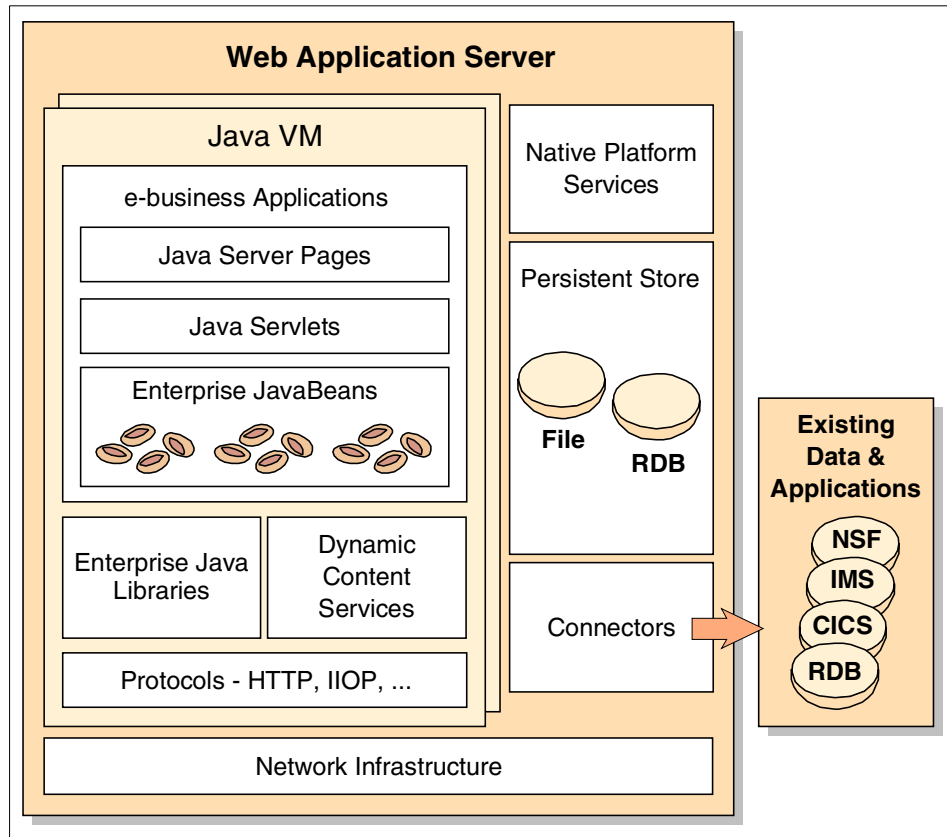 Web Application Server
Java VM
e-business Applications
Java Server Pages
Java Servlets
Enterprise JavaBeans
Enterprise Java
Libraries
Dynamic
Content
Services
Protocols - HTTP, IIOP, ...
Native Platform
Services
Persistent Store
File
RDB
Connectors
Network Infrastructure
Existing
Data &
Applications
NSF
IMS
CICS
RDB